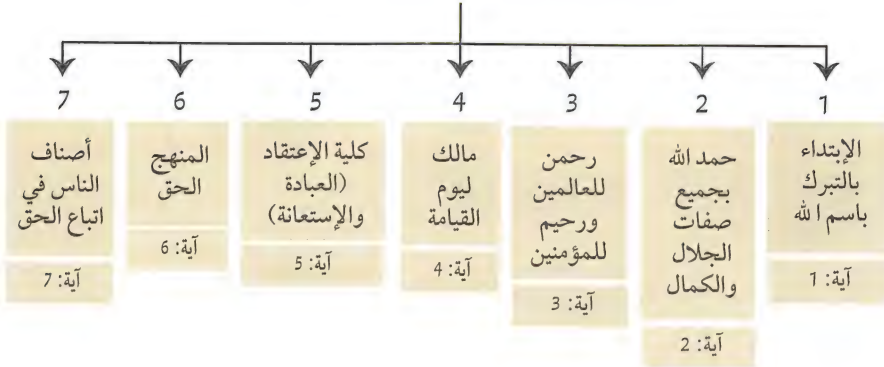 1
الإبتداء
بالتبرك
باسم الله
آية: 1
2
حمد الله
بجميع
صفات
الجلال
والكمال
آية: 2
3
رحمن
للعالمين
ورحيم
للمؤمنين
آية: 3
4
مالك
ليوم
القيامة
آية: 4
5
كلية الإعتقاد
(العبادة
والإستعانة)
آية: 5
6
المنهج
الحق
آية: 6
7
أصناف
الناس في
اتباع الحق
آية: 7